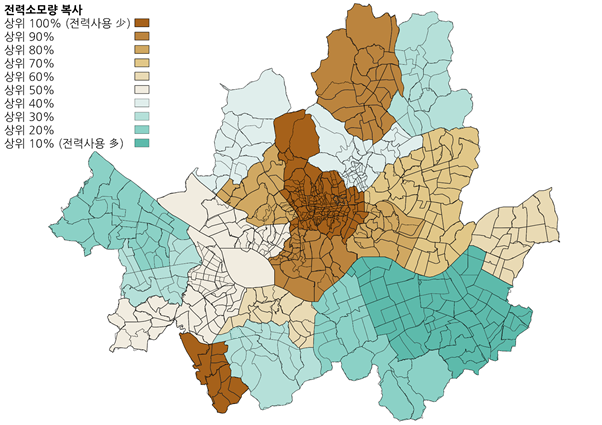 전력소모량 복사
상위 100% (전력사용 少)
상위 90%
상위 80%
상위 70%
상위 60%
상위 50%
상위 40%
상위 30%
상위 20%
상위 10% (전력사용 多)